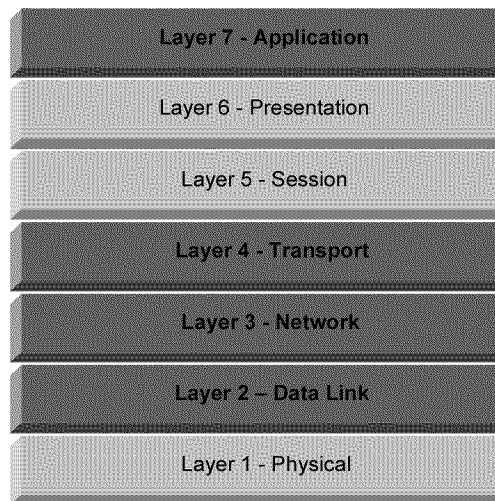 Layer 7 - Application
Layer 6 - Presentation
Layer 5 - Session
Layer 4 - Transport
Layer 3 - Network
Layer 2 – Data Link
Layer 1 - Physical